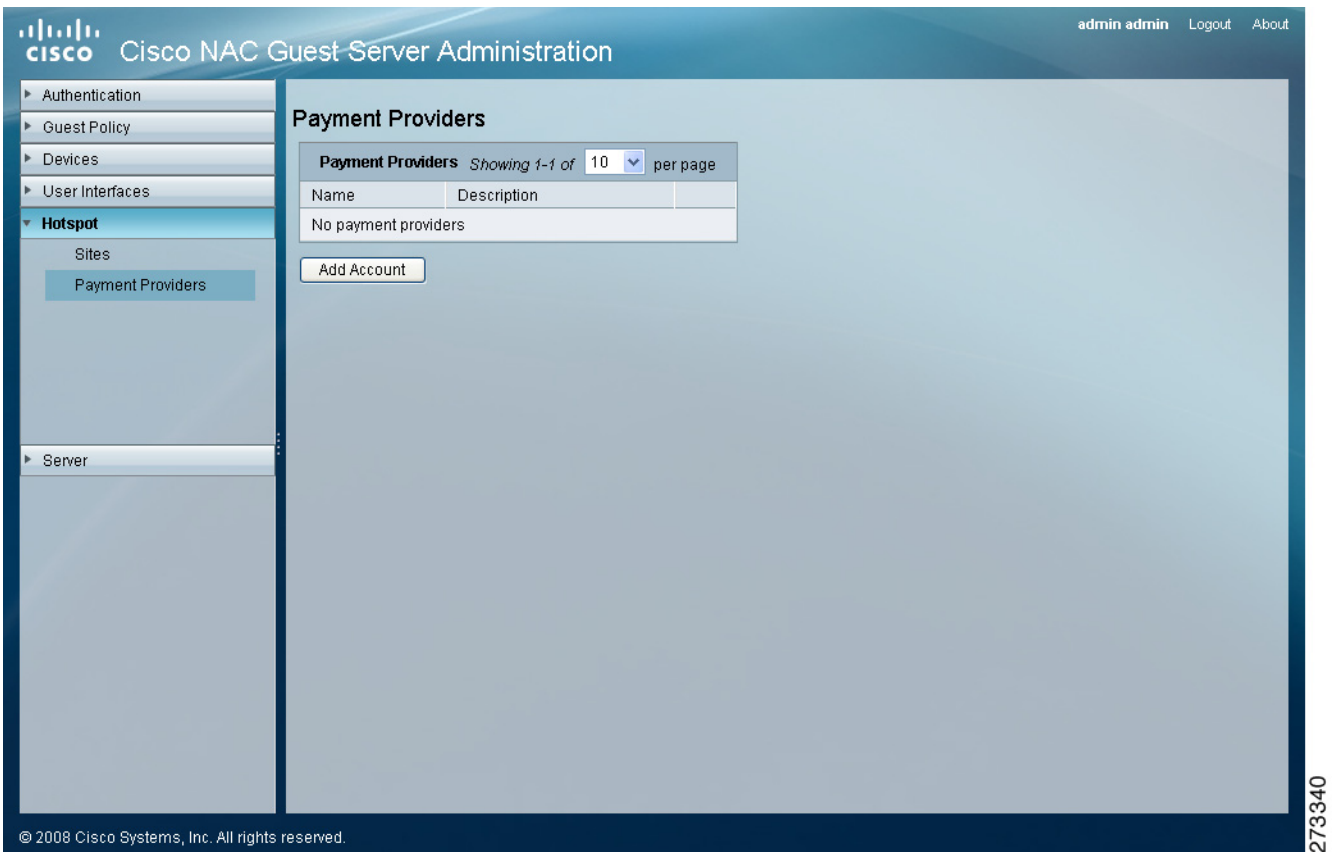 admin admin Logout About
CISCO Cisco NAC Guest Server Administration
Authentication
Guest Policy
Devices
User Interfaces
Hotspot
Sites
Payment Providers
Server
Payment Providers
Payment Providers Showing 1-1 of 10 per page
Name Description
No payment providers
Add Account
© 2008 Cisco Systems, Inc. All rights reserved.
273340